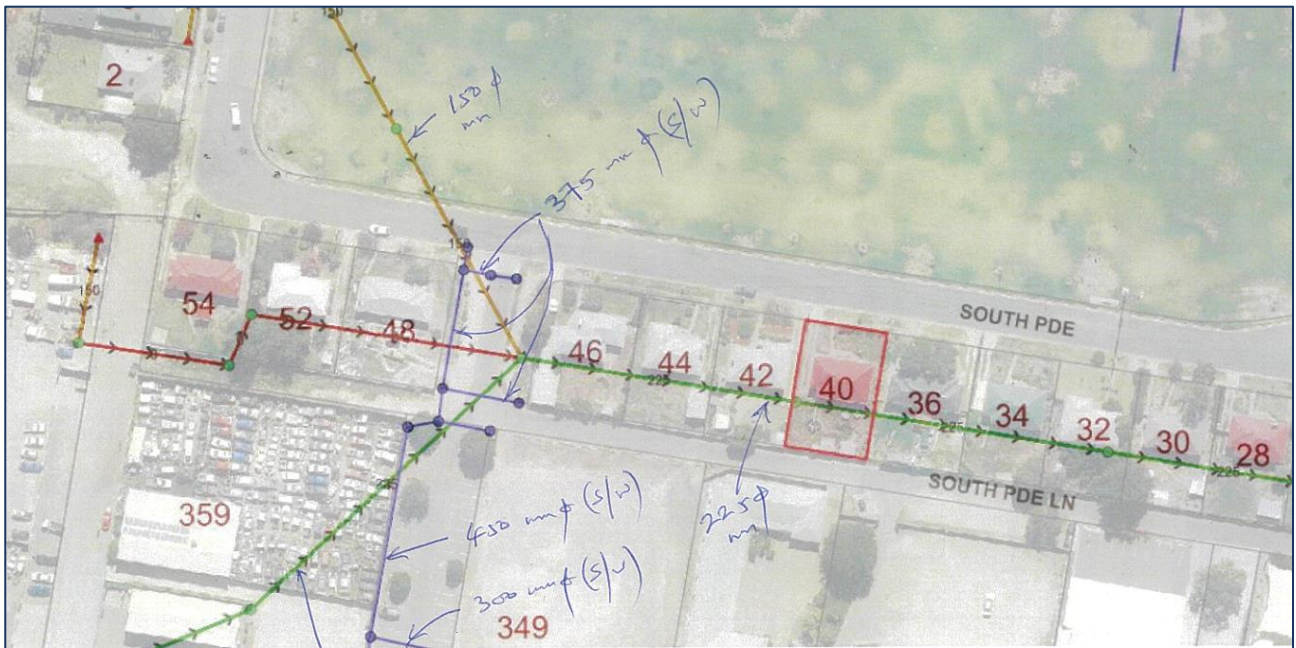 150
2
150 φ
mm
375 mm φ (S/W)
150
SOUTH PDE
54
52
48
46
44
42
40
36
34
32
30
28
225
225
225
SOUTH PDE LN
225 φ
mm
359
450 mm φ (S/W)
300 mm φ (S/W)
349